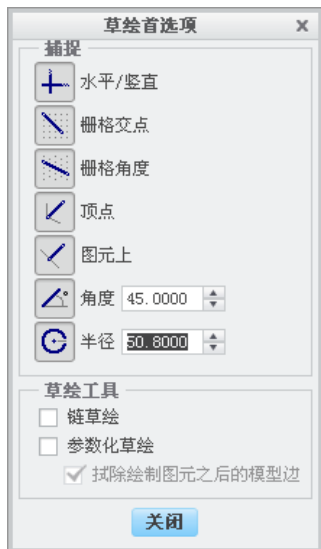 草绘首选项
捕捉
水平/竖直
栅格交点
栅格角度
顶点
图元上
角度 45.0000
半径 50.8000
草绘工具
链草绘
参数化草绘
拭除绘制图元之后的模型边
关闭